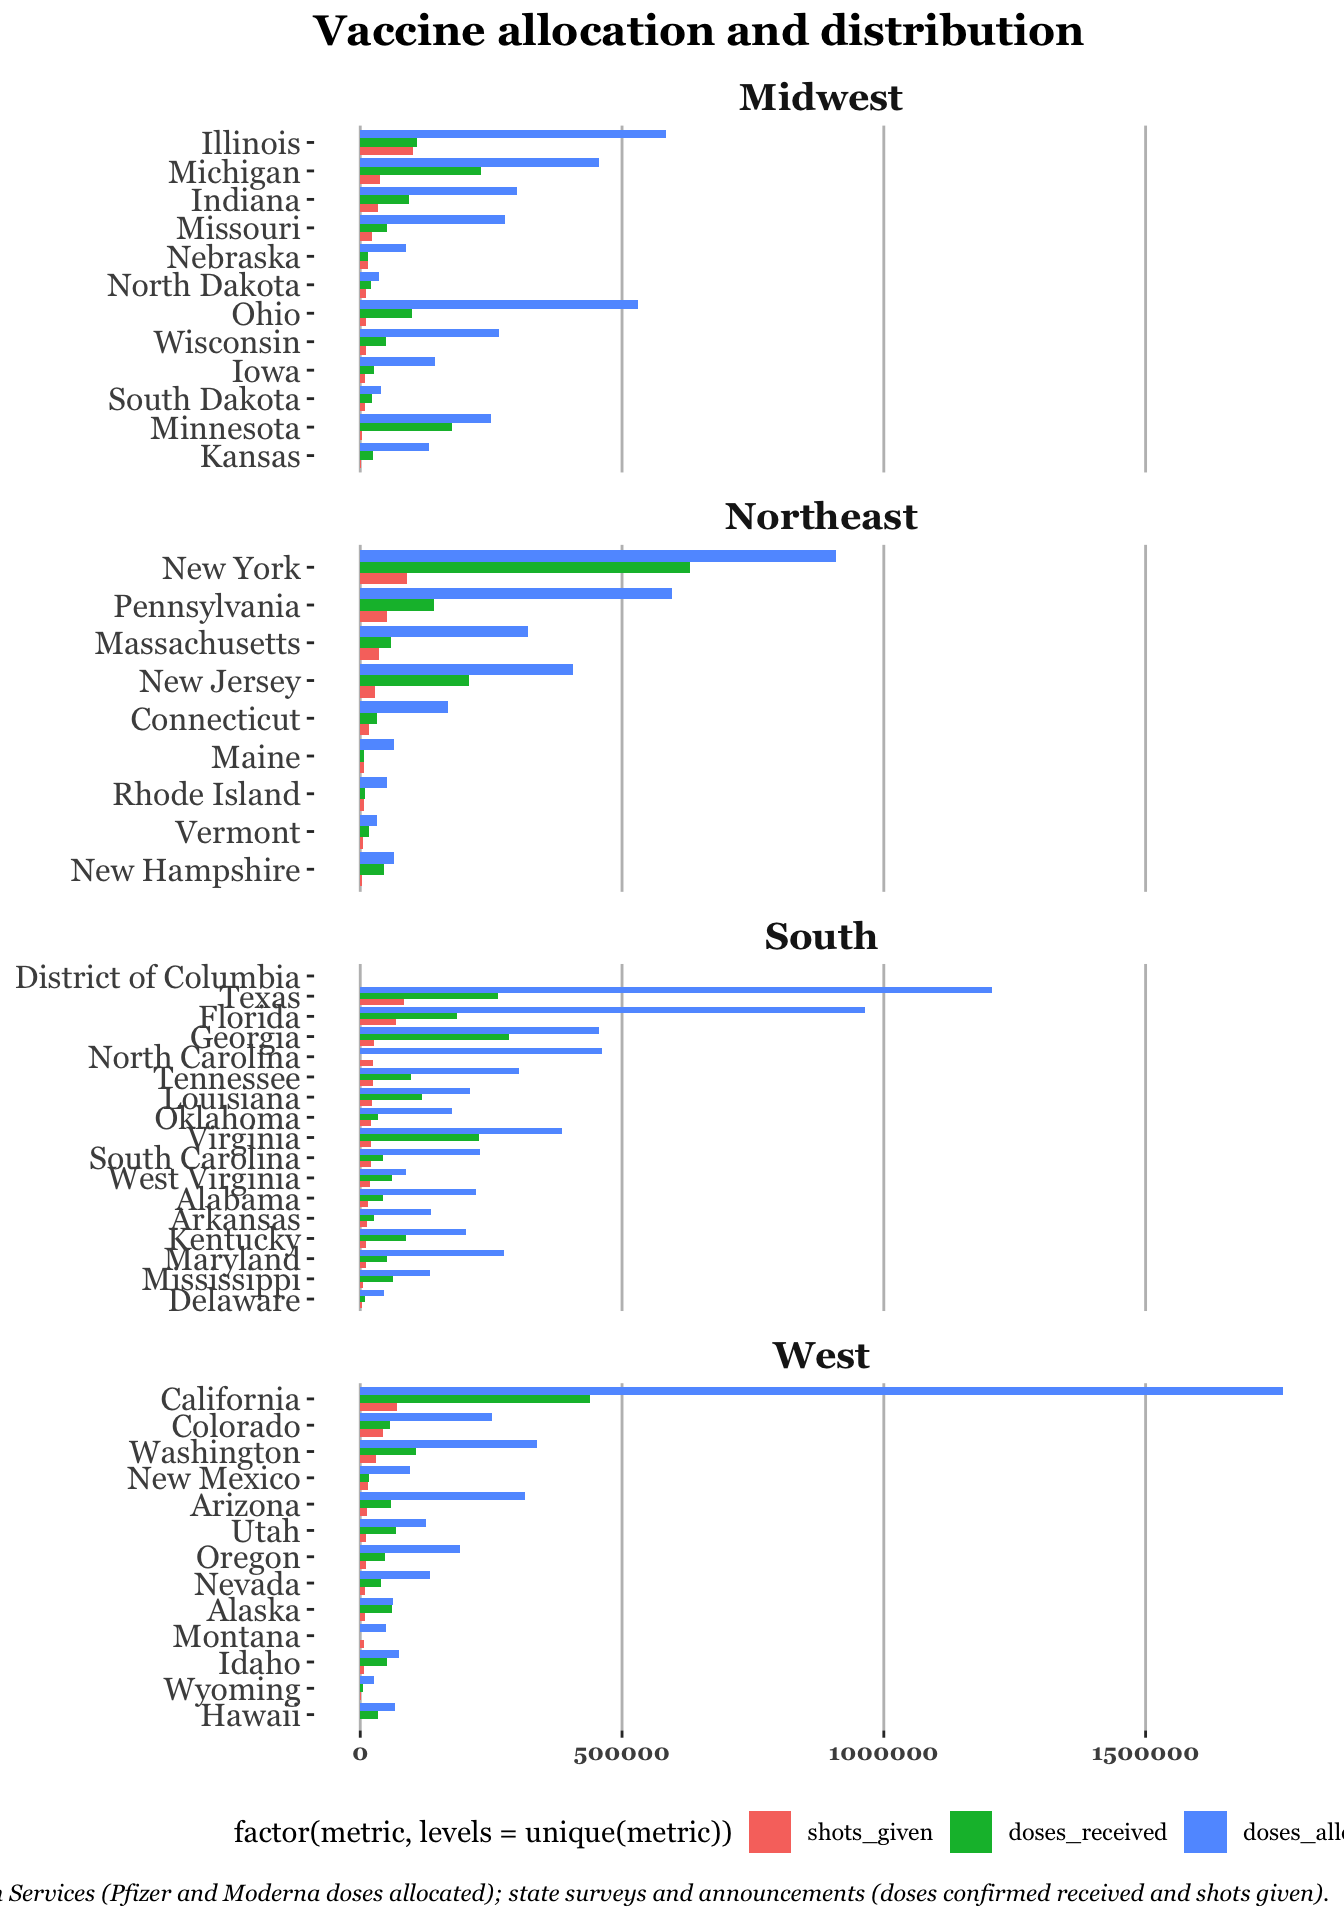 Vaccine allocation and distribution
Midwest
Illinois
Michigan
Indiana
Missouri
Nebraska
North Dakota
Ohio
Wisconsin
Iowa
South Dakota
Minnesota
Kansas
Northeast
New York
Pennsylvania
Massachusetts
New Jersey
Connecticut
Maine
Rhode Island
Vermont
New Hampshire
South
District of Columbia
Texas
Florida
Georgia
North Carolina
Tennessee
Louisiana
Oklahoma
Virginia
South Carolina
West Virginia
Alabama
Arkansas
Kentucky
Maryland
Mississippi
Delaware
West
California
Colorado
Washington
New Mexico
Arizona
Utah
Oregon
Nevada
Alaska
Montana
Idaho
Wyoming
Hawaii
0 500000 1000000 1500000
factor(metric, levels = unique(metric)) shots_given doses_received doses_allo
Services (Pfizer and Moderna doses allocated); state surveys and announcements (doses confirmed received and shots given).